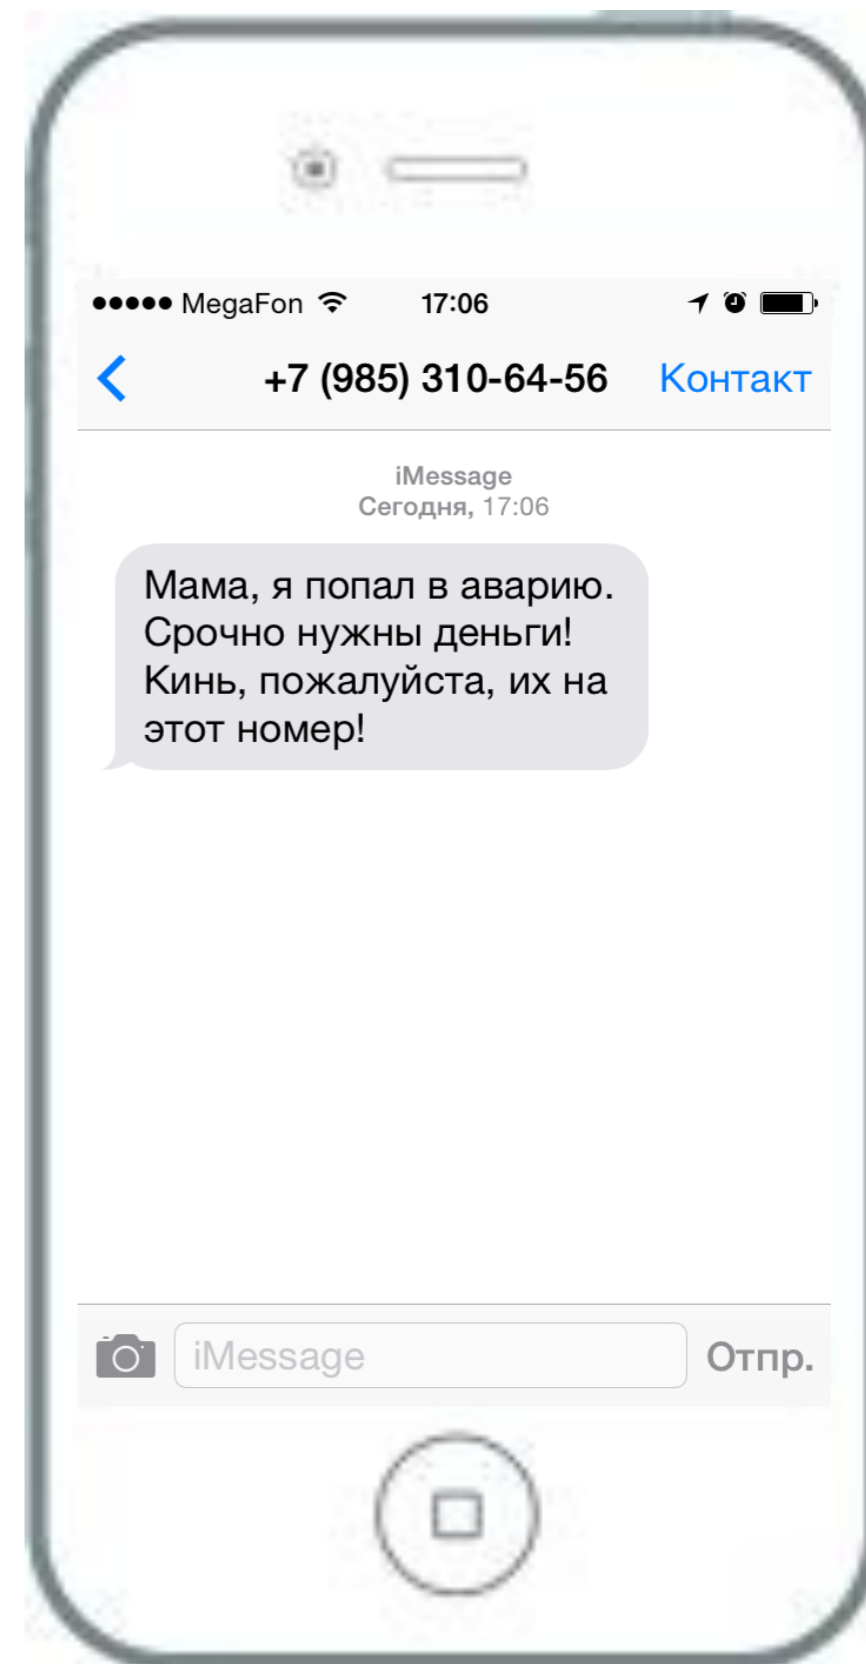 MegaFon 17:06
+7 (985) 310-64-56 Контакт
iMessage
Сегодня, 17:06
Мама, я попал в аварию.
Срочно нужны деньги!
Кинь, пожалуйста, их на
этот номер!
iMessage Отпр.